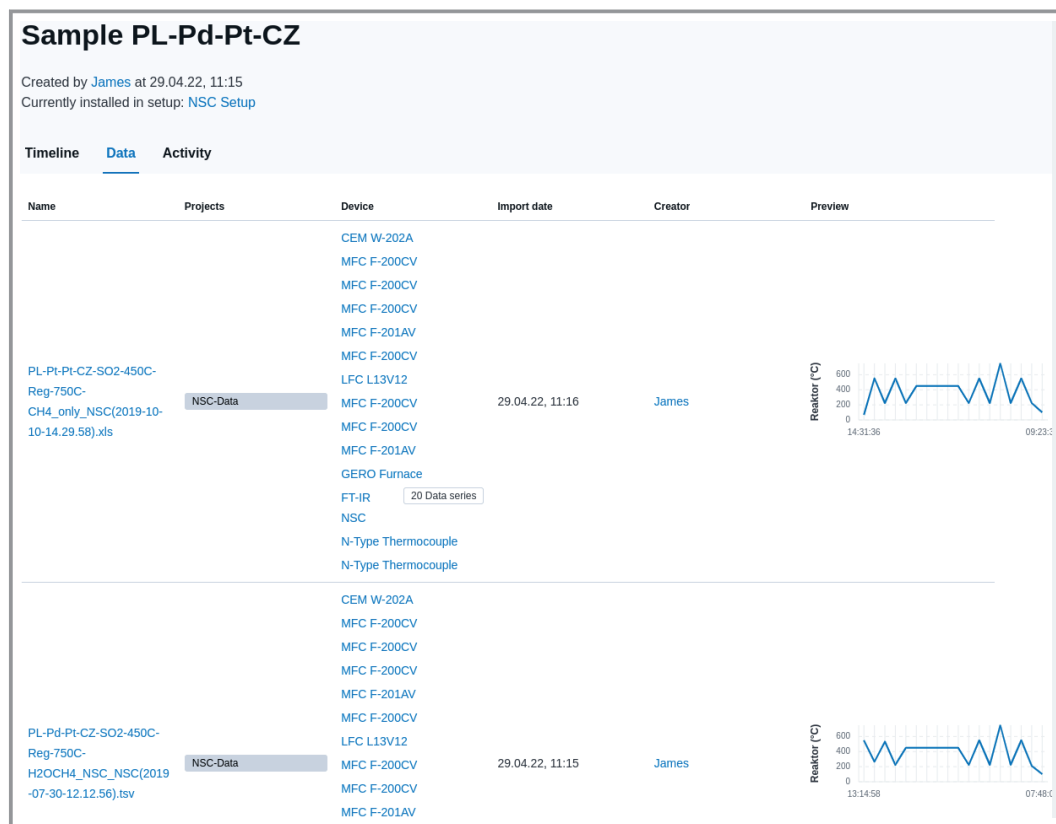 Sample PL-Pd-Pt-CZ
Created by James at 29.04.22, 11:15
Currently installed in setup: NSC Setup
Timeline Data Activity
Name Projects Device Import date Creator Preview
PL-Pt-Pt-CZ-SO2-450C-
Reg-750C-
CH4_only_NSC(2019-10-
10-14.29.58).xls
NSC-Data
CEM W-202A
MFC F-200CV
MFC F-200CV
MFC F-200CV
MFC F-201AV
MFC F-200CV
LFC L13V12
MFC F-200CV
MFC F-200CV
MFC F-201AV
GERO Furnace
FT-IR 20 Data series
NSC
N-Type Thermocouple
N-Type Thermocouple
29.04.22, 11:16
James
Reaktor (°C)
600
400
200
0
14:31:36 09:23:3
PL-Pd-Pt-CZ-SO2-450C-
Reg-750C-
H2OCH4_NSC_NSC(2019
-07-30-12.12.56).tsv
NSC-Data
CEM W-202A
MFC F-200CV
MFC F-200CV
MFC F-200CV
MFC F-201AV
MFC F-200CV
LFC L13V12
MFC F-200CV
MFC F-200CV
MFC F-201AV
29.04.22, 11:15
James
Reaktor (°C)
600
400
200
0
13:14:58 07:48:0